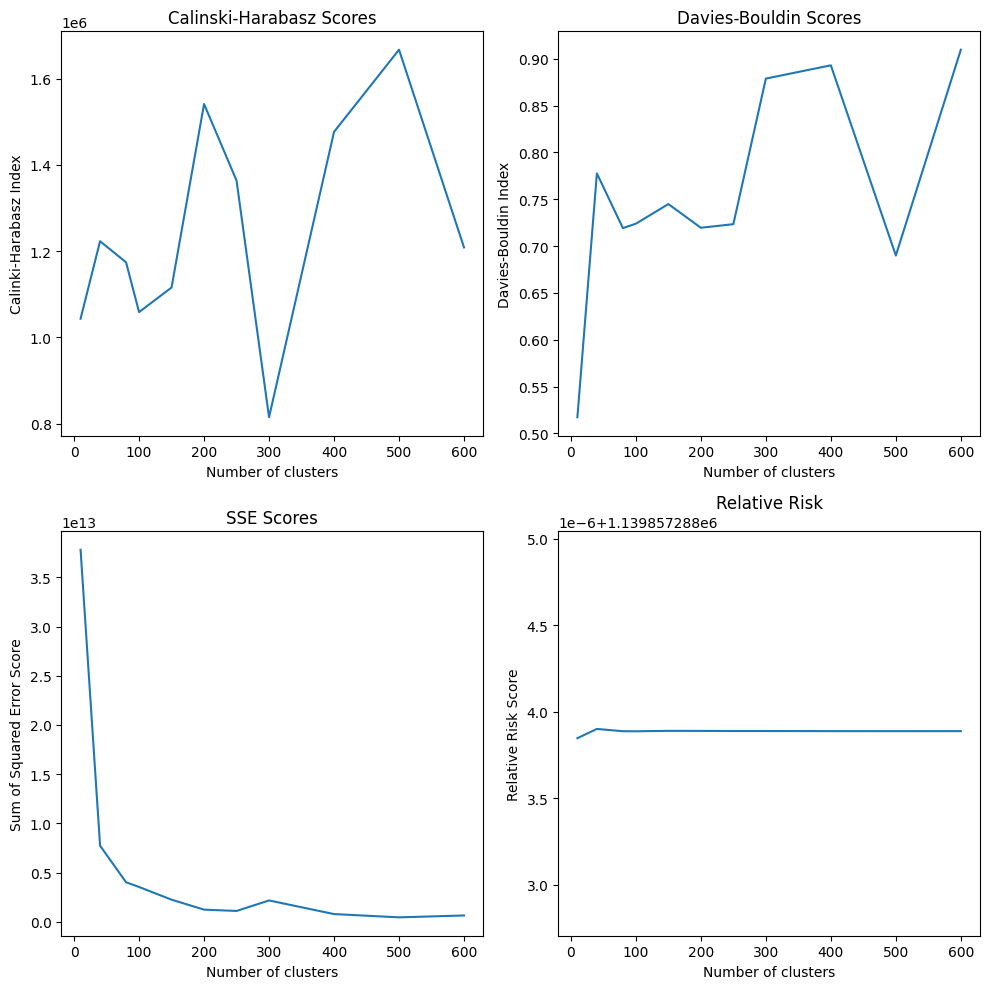 Calinski-Harabasz Scores
1e6
1.6
1.4
1.2
1.0
0.8
Calinki-Harabaz Index
0 100 200 300 400 500 600
Number of clusters
Davies-Bouldin Scores
0.90
0.85
0.80
0.75
0.70
0.65
0.60
0.55
0.50
Davies-Bouldin Index
0 100 200 300 400 500 600
Number of clusters
SSE Scores
1e13
3.5
3.0
2.5
2.0
1.5
1.0
0.5
0.0
Sum of Squared Error Score
0 100 200 300 400 500 600
Number of clusters
Relative Risk
1e−6+1.139857288e6
5.0
4.5
4.0
3.5
3.0
Relative Risk Score
0 100 200 300 400 500 600
Number of clusters